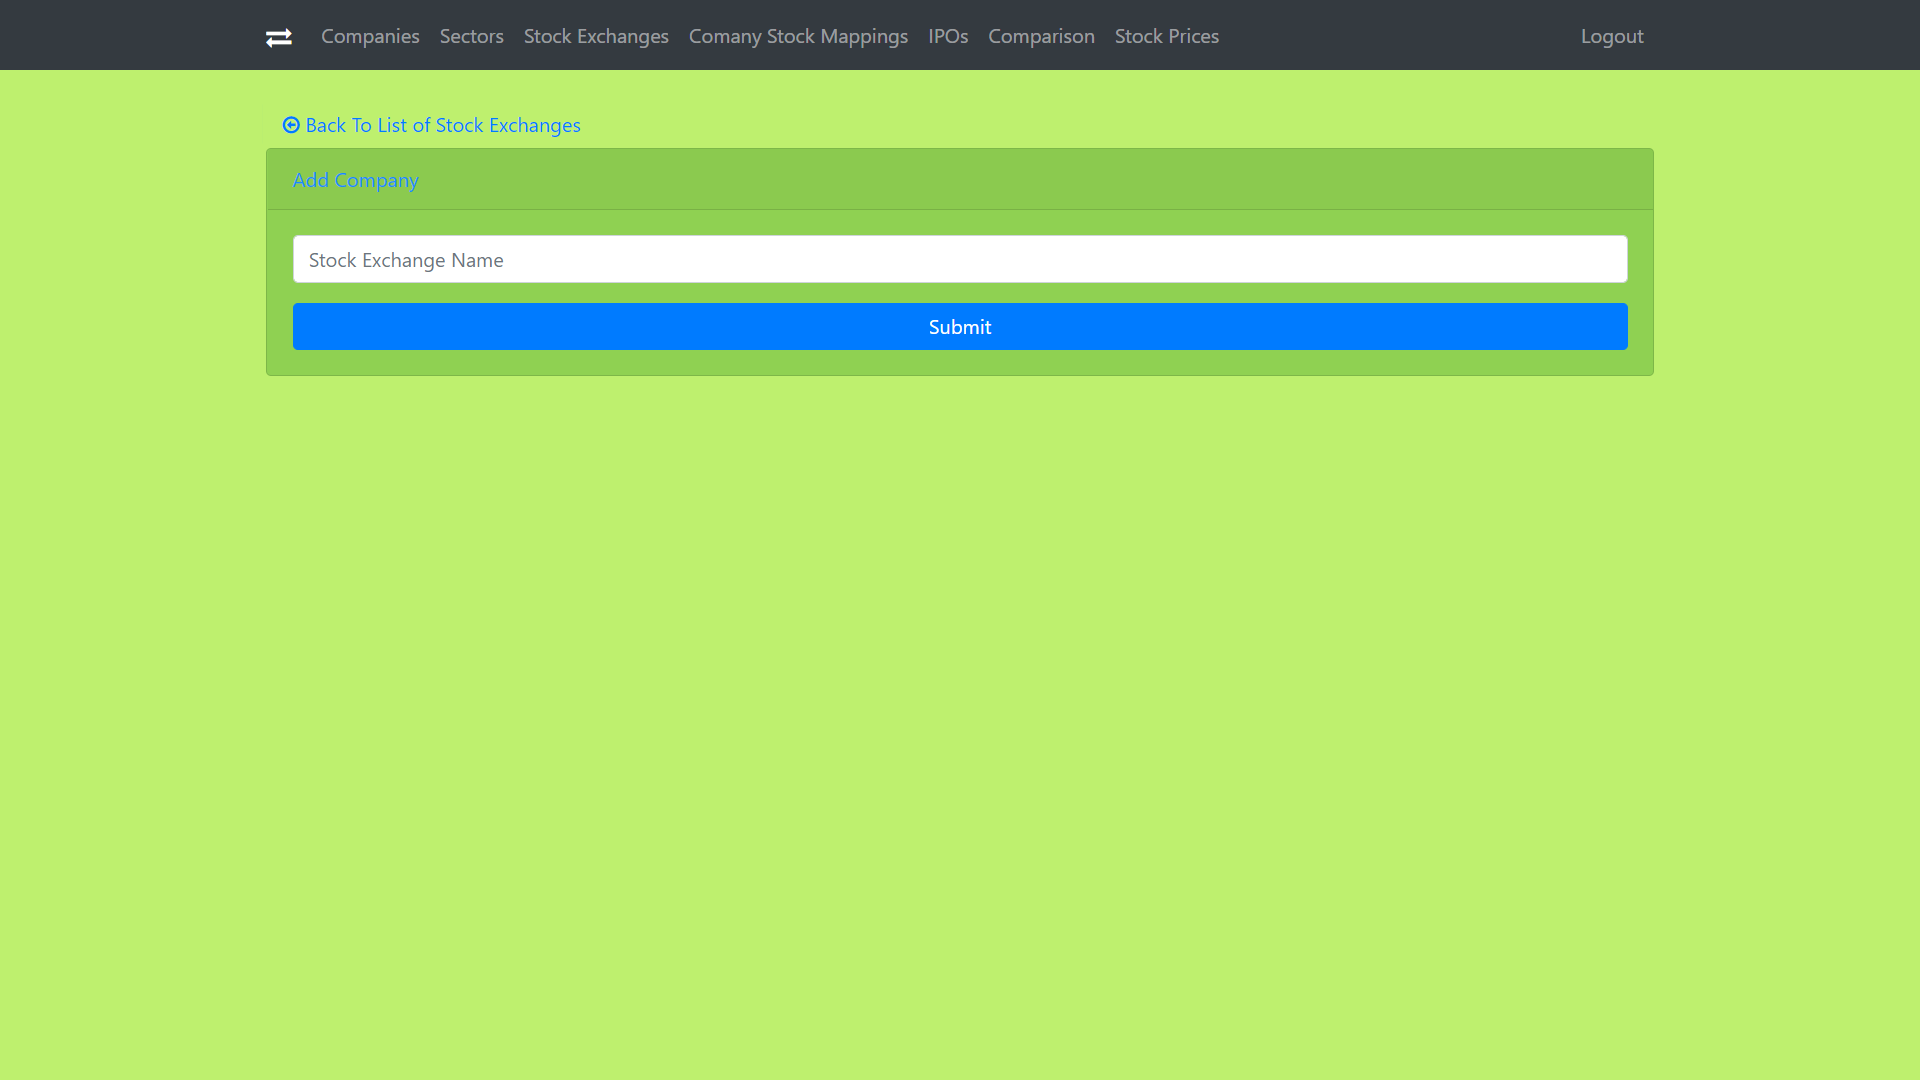 Companies Sectors Stock Exchanges Comany Stock Mappings IPOs Comparison Stock Prices Logout
Back To List of Stock Exchanges
Add Company
Stock Exchange Name
Submit